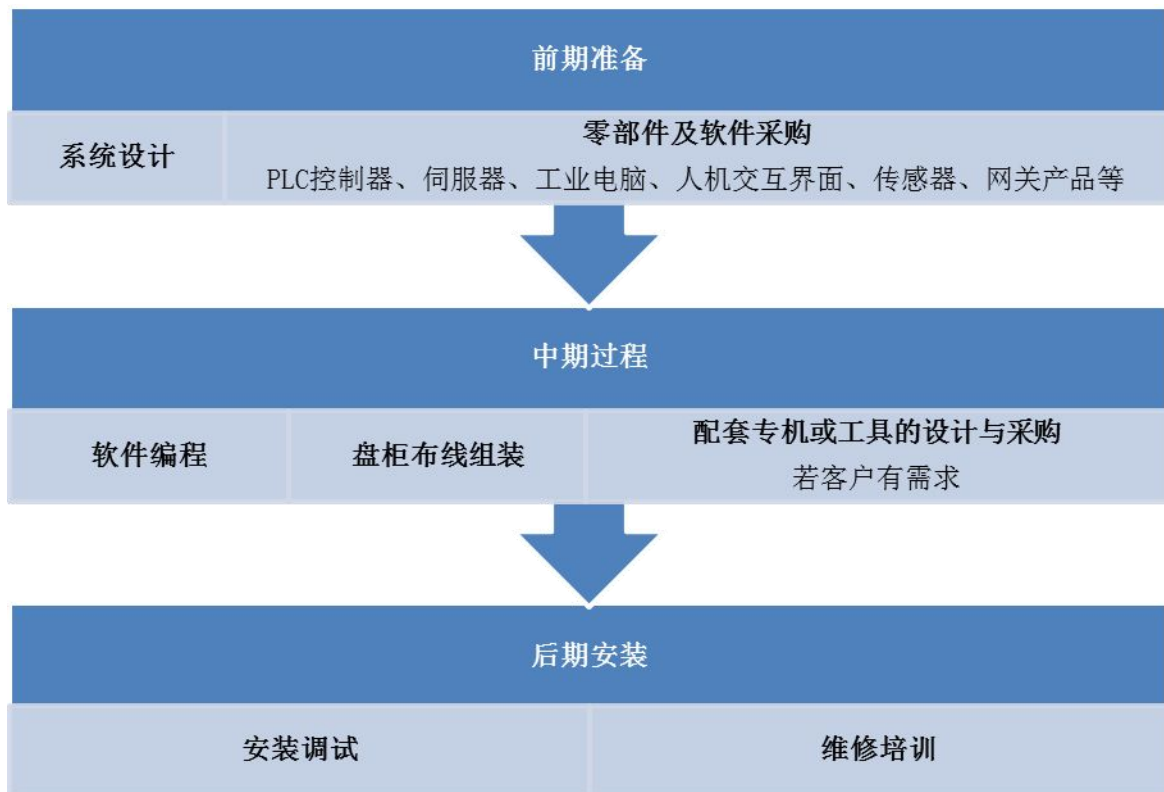 前期准备
系统设计
零部件及软件采购
PLC控制器、伺服器、工业电脑、人机交互界面、传感器、网关产品等
中期过程
软件编程
盘柜布线组装
配套专机或工具的设计与采购
若客户有需求
后期安装
安装调试
维修培训